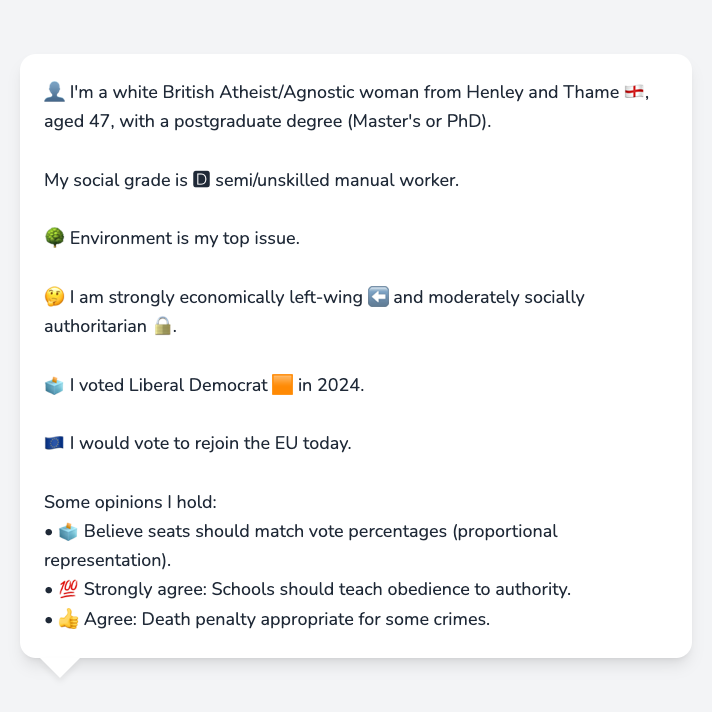 👤 I'm a white British Atheist/Agnostic woman from Henley and Thame 🏴󠁧󠁢󠁥󠁮󠁧󠁿,
aged 47, with a postgraduate degree (Master's or PhD).
My social grade is 🅳 semi/unskilled manual worker.
🌳 Environment is my top issue.
🤔 I am strongly economically left-wing ⬅️ and moderately socially
authoritarian 🔒.
🗳️ I voted Liberal Democrat 🟧 in 2024.
🇪🇺 I would vote to rejoin the EU today.
Some opinions I hold:
• 🗳️ Believe seats should match vote percentages (proportional
representation).
• 💯 Strongly agree: Schools should teach obedience to authority.
• 👍 Agree: Death penalty appropriate for some crimes.